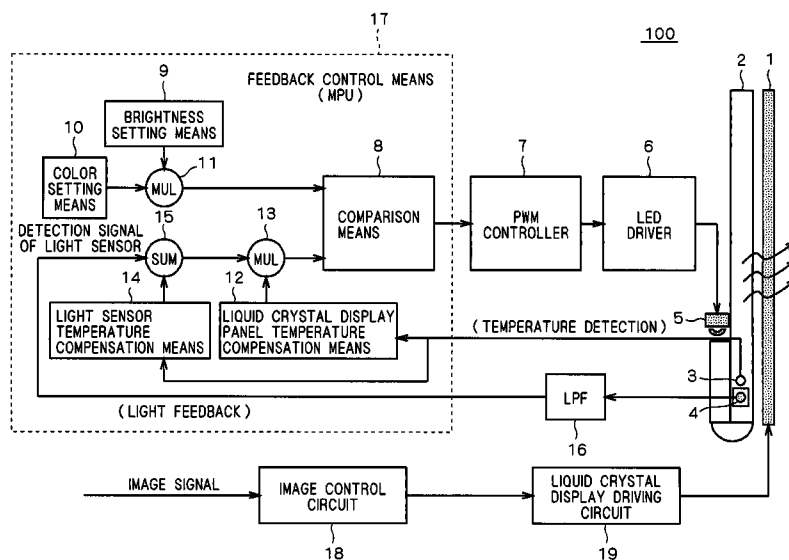 17
100
9
FEEDBACK CONTROL MEANS
(MPU)
2
1
BRIGHTNESS
SETTING MEANS
10
8
7
6
COLOR
SETTING
MEANS
MUL
11
COMPARISON
MEANS
PWM
CONTROLLER
LED
DRIVER
DETECTION SIGNAL
OF LIGHT SENSOR
15
13
SUM
MUL
14
12
LIGHT SENSOR
TEMPERATURE
COMPENSATION MEANS
LIQUID CRYSTAL DISPLAY
PANEL TEMPERATURE
COMPENSATION MEANS
5
(TEMPERATURE DETECTION)
3
4
(LIGHT FEEDBACK)
LPF
16
IMAGE SIGNAL
IMAGE CONTROL
CIRCUIT
LIQUID CRYSTAL
DISPLAY DRIVING
CIRCUIT
18
19